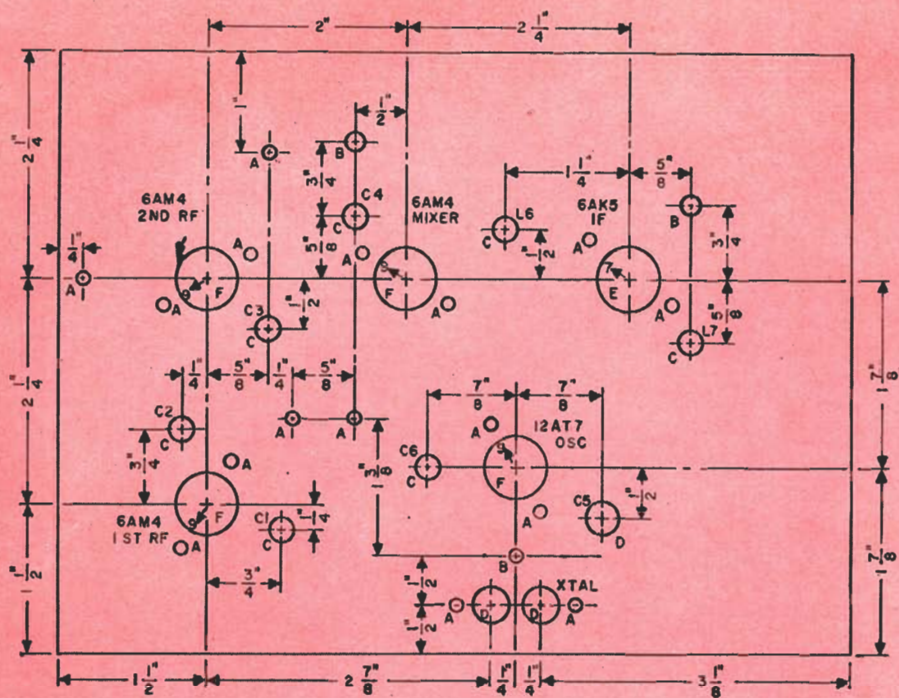 2"
2 1/4"
2 1/4"
1"
1/2"
A
B
3/4"
C4
C
5/8"
6AM4
2ND RF
6AM4
MIXER
1 1/4"
5/8"
6AK5
IF
L6
C
1/2"
B
3/4"
1/4"
A
A
A
A
9
F
9
F
7
E
A
A
A
C3
C
1/2"
5/8"
L7
C
2 1/4"
1/4"
5/8"
1/4"
5/8"
7/8"
7/8"
1 7/8"
C2
C
A
A
A
12AT7
OSC
3/4"
A
1 3/8"
C6
C
9
F
1/2"
9
F
6AM4
1ST RF
A
C1
C
1/4"
A
C5
D
3/4"
B
1 1/2"
1/2"
1/2"
XTAL
A
D
D
A
1 7/8"
1 1/2"
2 7/8"
1/4"
1/4"
3 1/8"